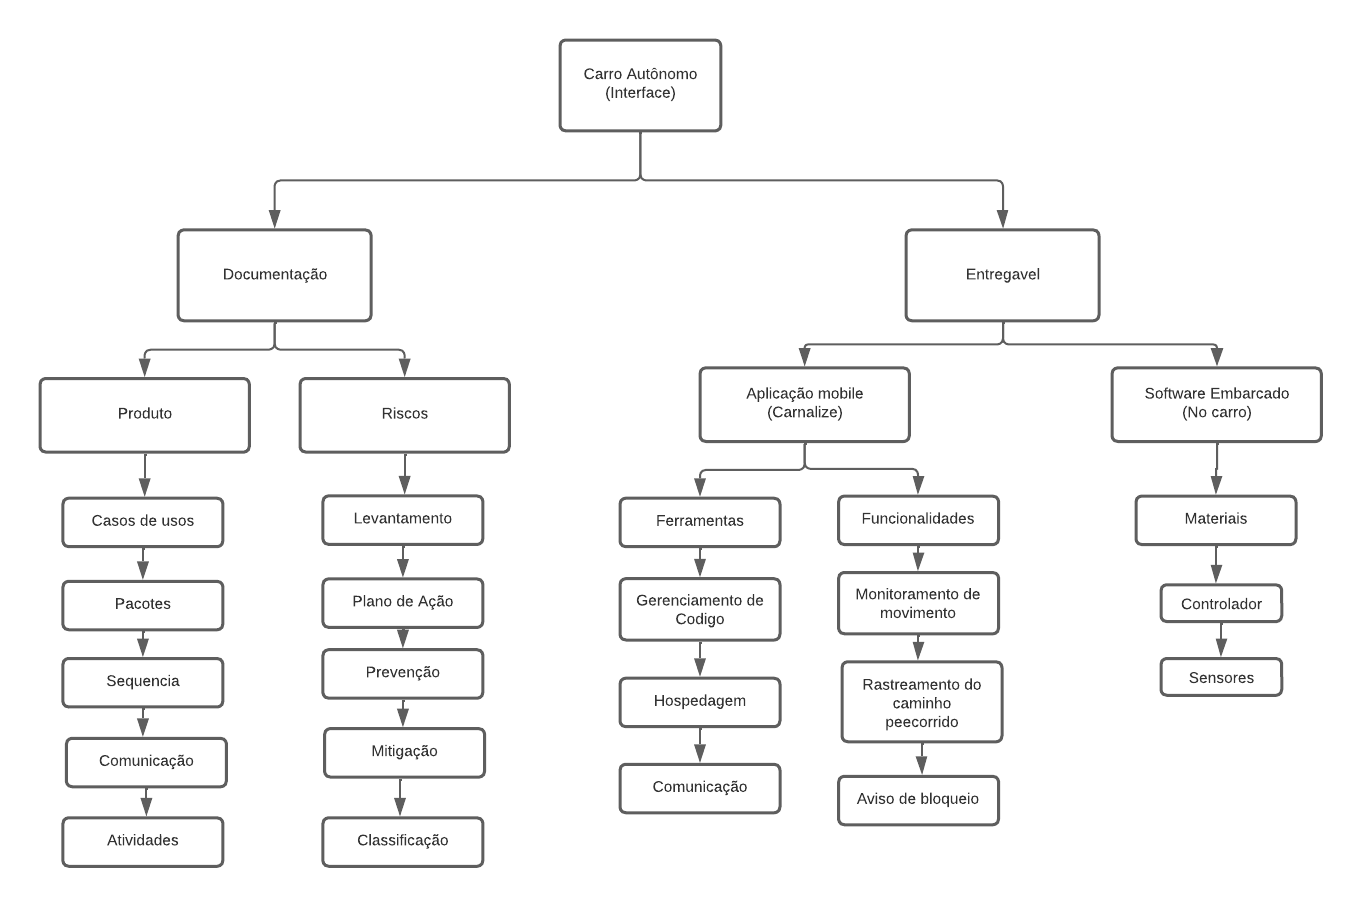 Carro Autônomo
(Interface)
Documentação
Entregavel
Produto
Riscos
Aplicação mobile
(Carnalize)
Software Embarcado
(No carro)
Casos de usos
Pacotes
Sequencia
Comunicação
Atividades
Levantamento
Plano de Ação
Prevenção
Mitigação
Classificação
Ferramentas
Gerenciamento de
Codigo
Hospedagem
Comunicação
Funcionalidades
Monitoramento de
movimento
Rastreamento do
caminho
peecorrido
Aviso de bloqueio
Materiais
Controlador
Sensores